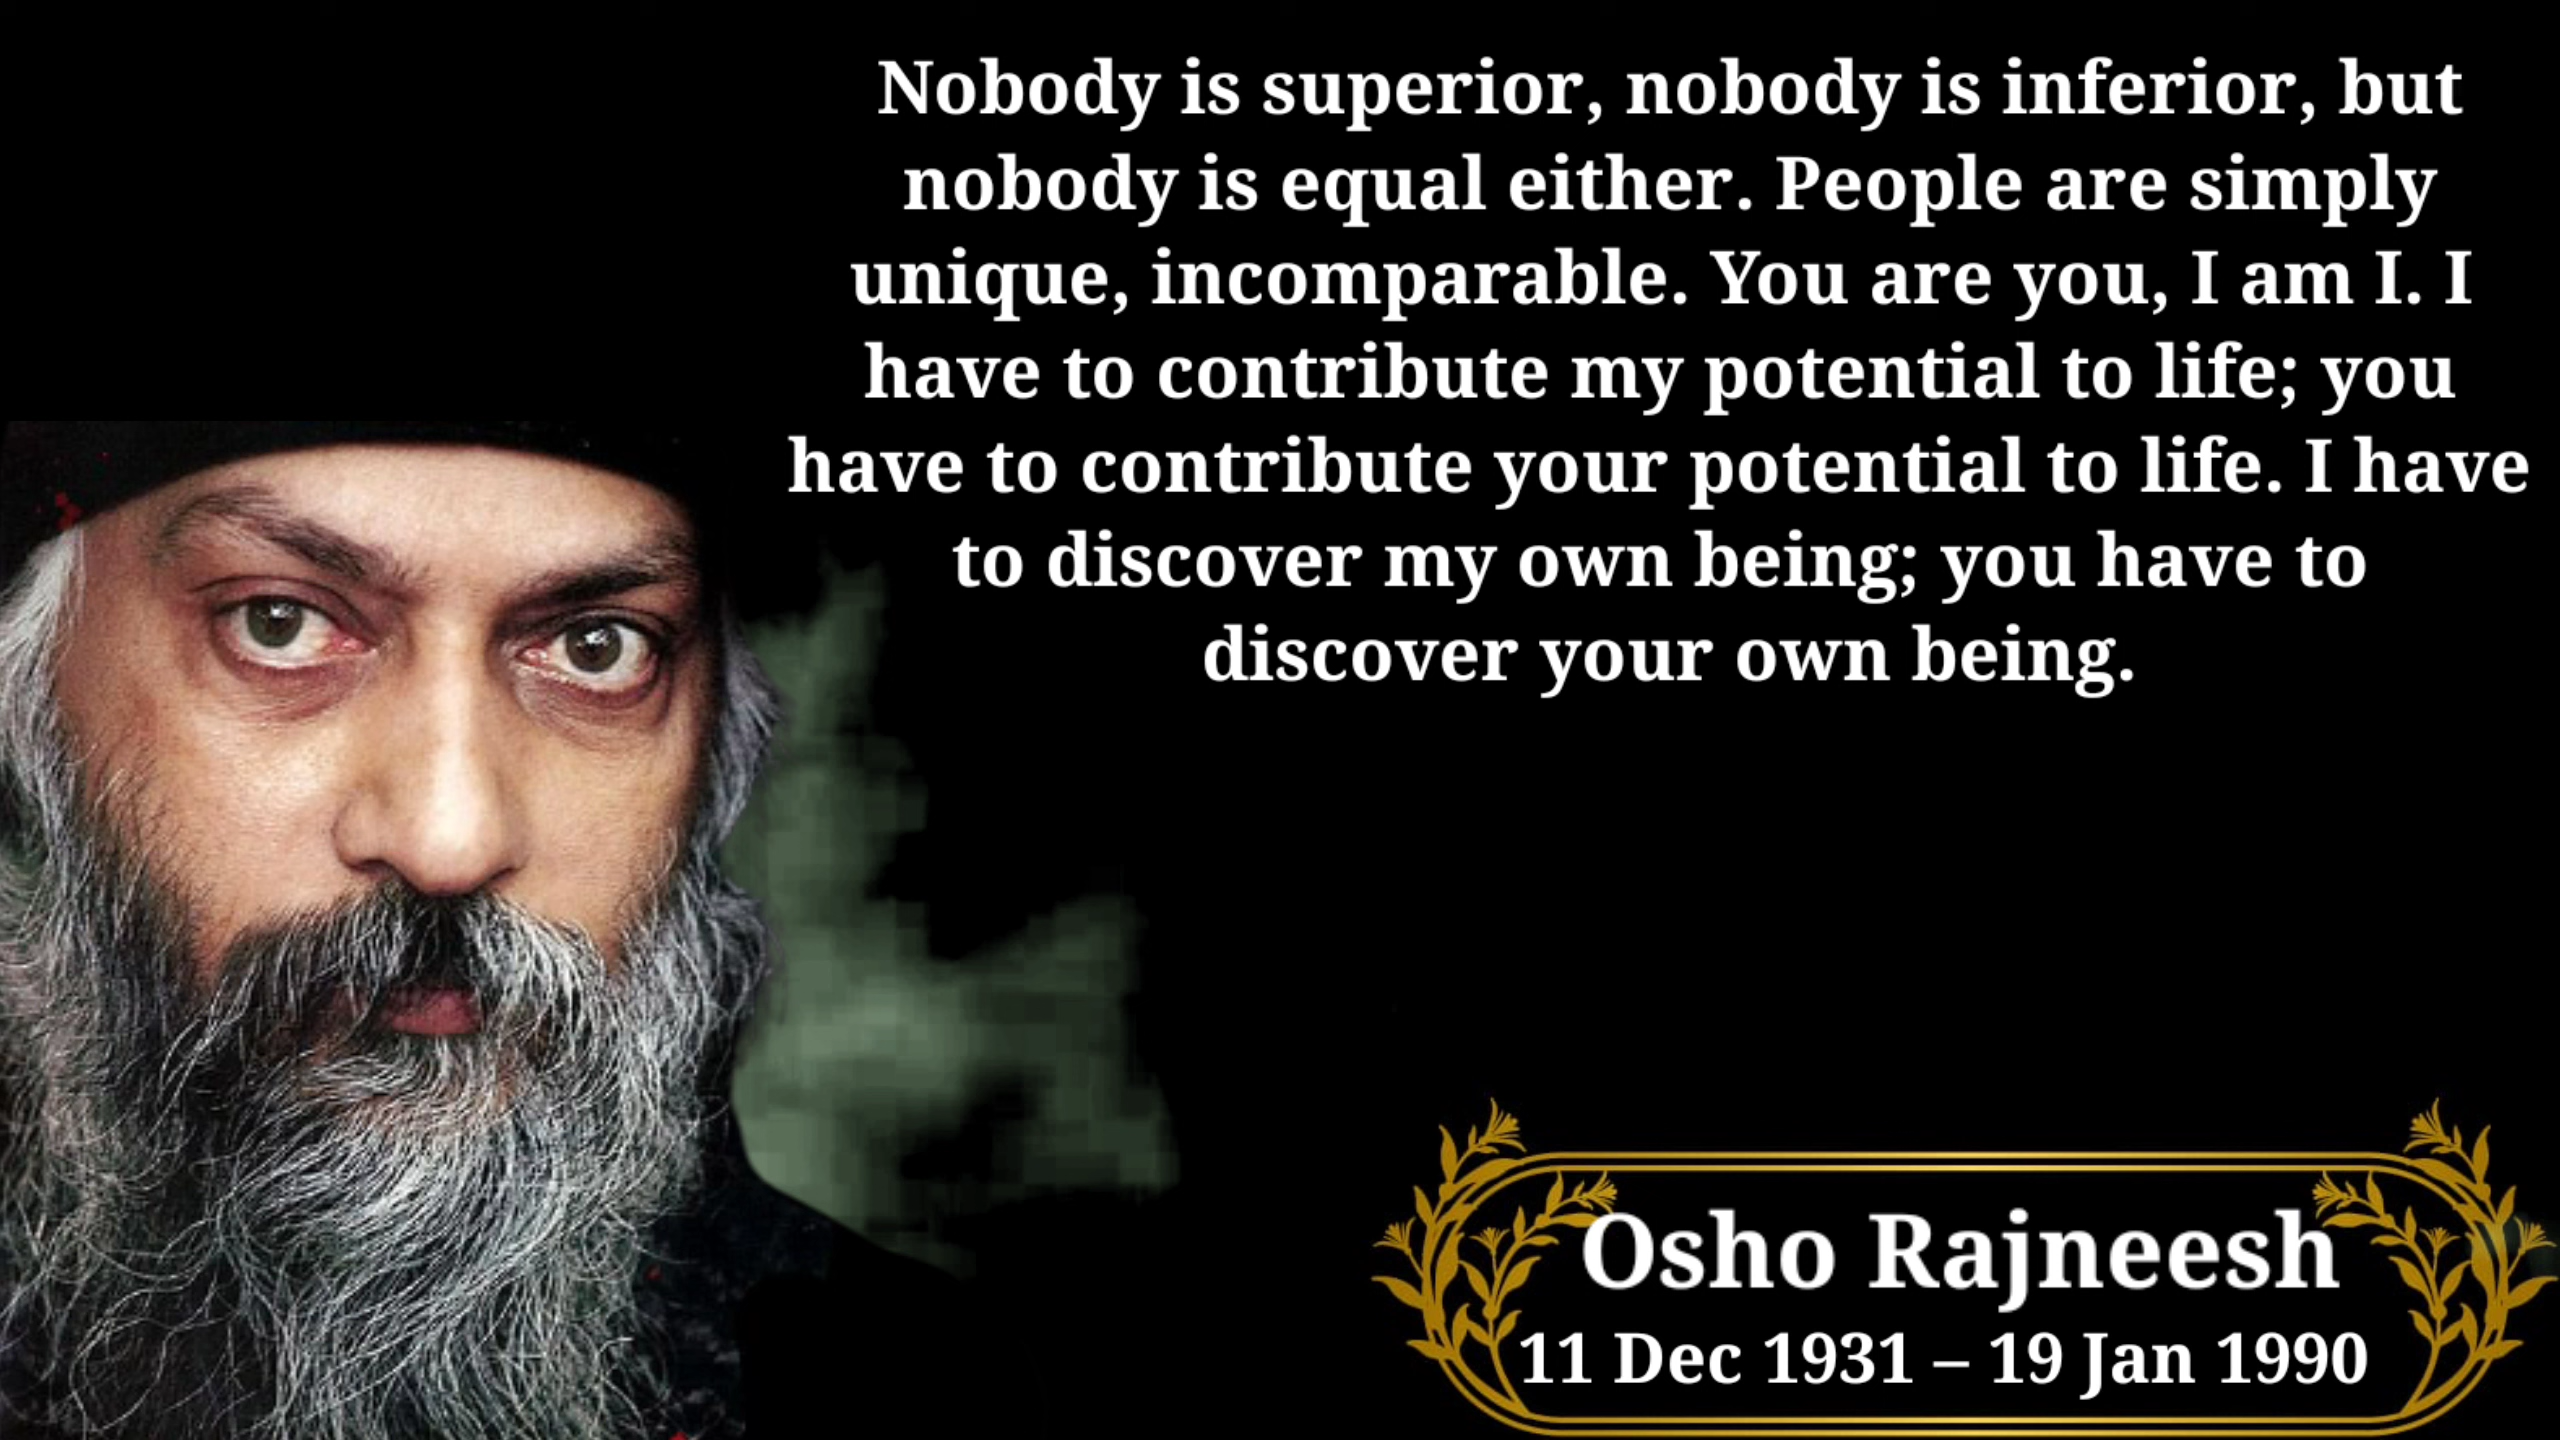 Nobody is superior, nobody is inferior, but
nobody is equal either. People are simply
unique, incomparable. You are you, I am I. I
have to contribute my potential to life; you
have to contribute your potential to life. I have
to discover my own being; you have to
discover your own being.
Osho Rajneesh
11 Dec 1931 – 19 Jan 1990